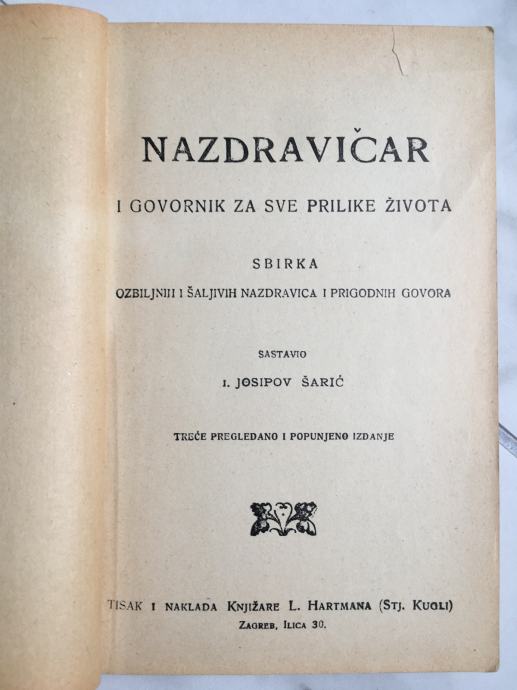 NAZDRAVIČAR
I GOVORNIK ZA SVE PRILIKE ŽIVOTA
SBIRKA
OZBILJNIH I ŠALJIVIH NAZDRAVICA I PRIGODNIH GOVORA
SASTAVIO
I. JOSIPOV ŠARIĆ
TREĆE PREGLEDANO I POPUNJENO IZDANJE
TISAK I NAKLADA KNJIŽARE L. HARTMANA (STJ. KUGLI)
ZAGREB, ILICA 30.